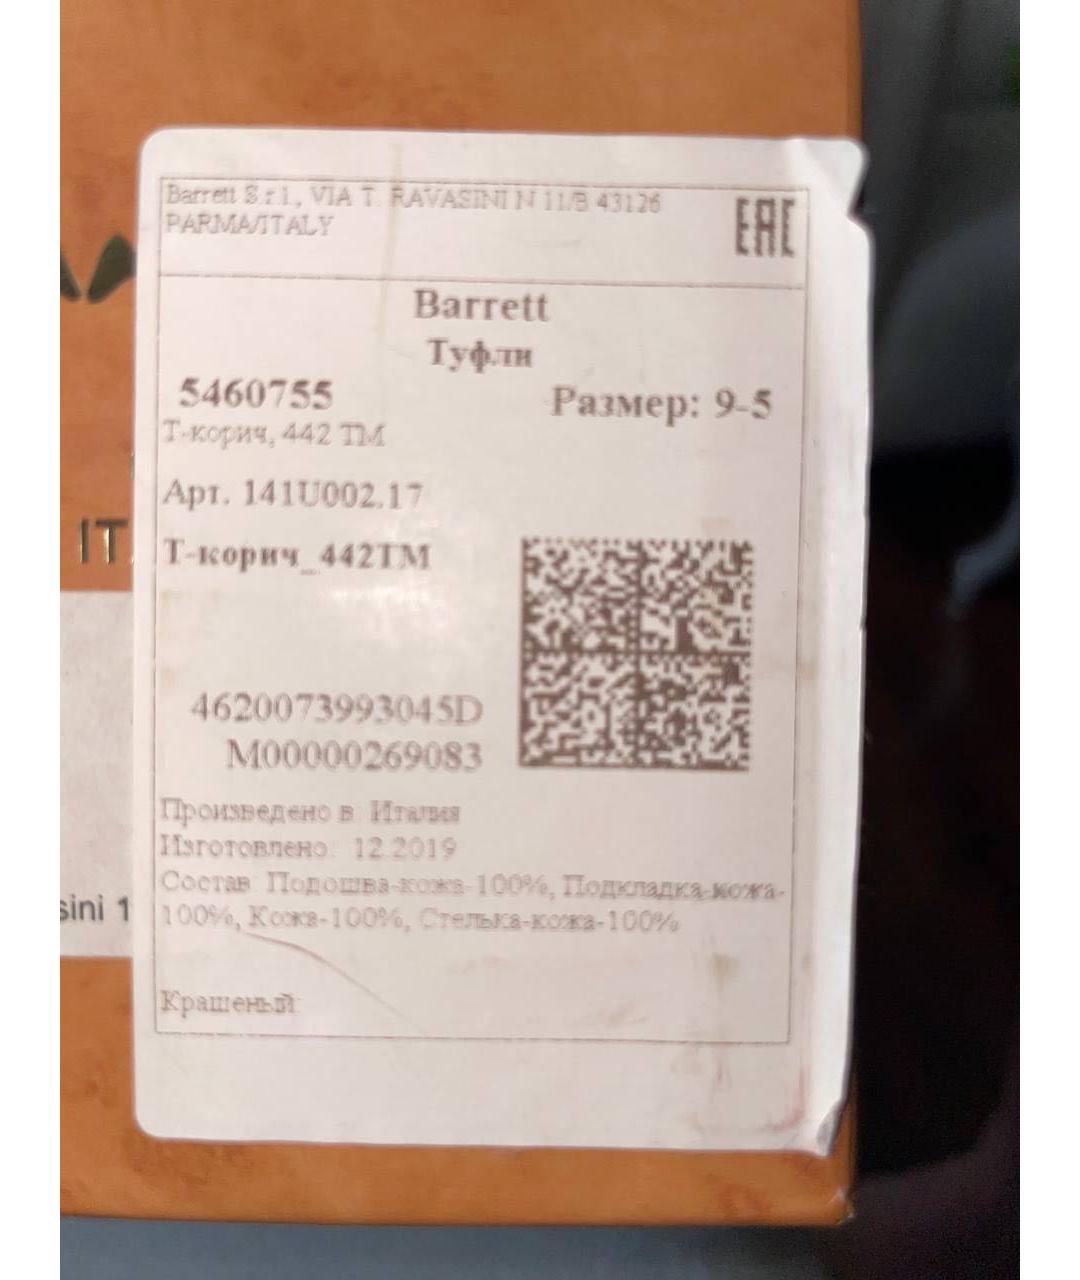 Barrett S.r.l., VIA T. RAVASINI N 11/B 43126
PARMA/ITALY
EAC
Barrett
Туфли
5460755
Размер: 9-5
Т-корич, 442 ТМ
Арт. 141U002.17
IT
Т-корич_442ТМ
4620073993045D
M00000269083
Произведено в: Италия
Изготовлено: 12.2019
Состав: Подошва-кожа-100%, Подкладка-кожа-
sini 1
100%, Кожа-100%, Стелька-кожа-100%
Крашеный: